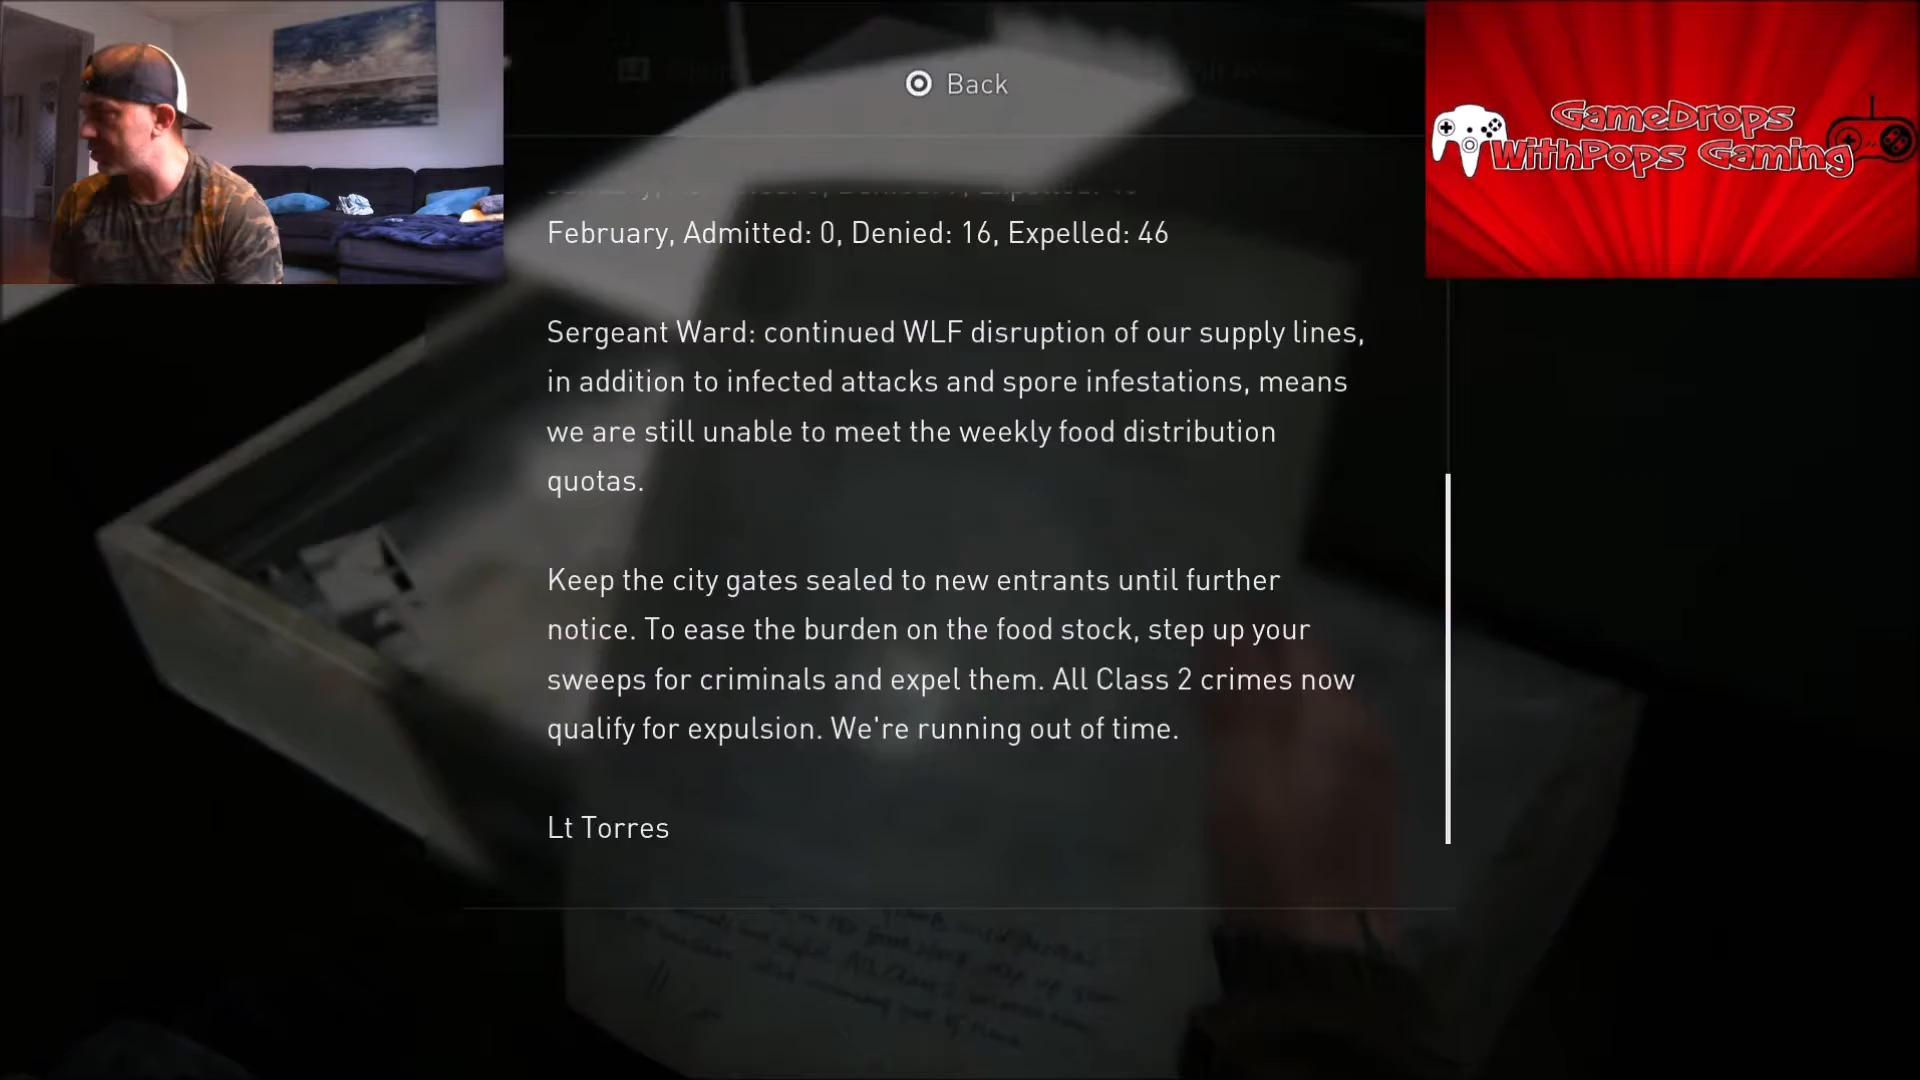 Back
GameDrops
WithPops Gaming
February, Admitted: 0, Denied: 16, Expelled: 46
Sergeant Ward: continued WLF disruption of our supply lines,
in addition to infected attacks and spore infestations, means
we are still unable to meet the weekly food distribution
quotas.
Keep the city gates sealed to new entrants until further
notice. To ease the burden on the food stock, step up your
sweeps for criminals and expel them. All Class 2 crimes now
qualify for expulsion. We're running out of time.
Lt Torres